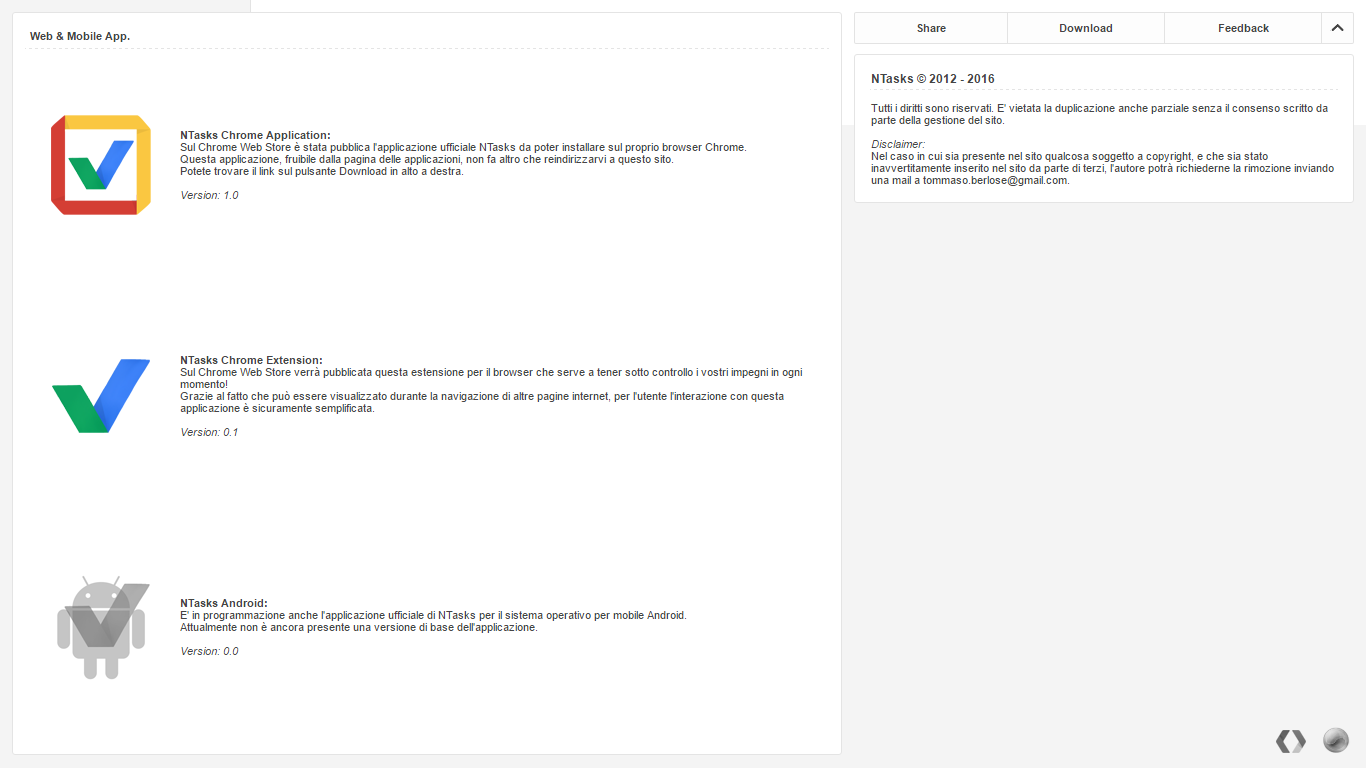 Web & Mobile App.
NTasks Chrome Application:
Sul Chrome Web Store è stata pubblica l'applicazione ufficiale NTasks da poter installare sul proprio browser Chrome.
Questa applicazione, fruibile dalla pagina delle applicazioni, non fa altro che reindirizzarvi a questo sito.
Potete trovare il link sul pulsante Download in alto a destra.
Version: 1.0
NTasks Chrome Extension:
Sul Chrome Web Store verrà pubblicata questa estensione per il browser che serve a tener sotto controllo i vostri impegni in ogni
momento!
Grazie al fatto che può essere visualizzato durante la navigazione di altre pagine internet, per l'utente l'interazione con questa
applicazione è sicuramente semplificata.
Version: 0.1
NTasks Android:
E' in programmazione anche l'applicazione ufficiale di NTasks per il sistema operativo per mobile Android.
Attualmente non è ancora presente una versione di base dell'applicazione.
Version: 0.0
Share Download Feedback
NTasks © 2012 - 2016
Tutti i diritti sono riservati. E' vietata la duplicazione anche parziale senza il consenso scritto da
parte della gestione del sito.
Disclaimer:
Nel caso in cui sia presente nel sito qualcosa soggetto a copyright, e che sia stato
inavvertitamente inserito nel sito da parte di terzi, l'autore potrà richiederne la rimozione inviando
una mail a tommaso.berlose@gmail.com.